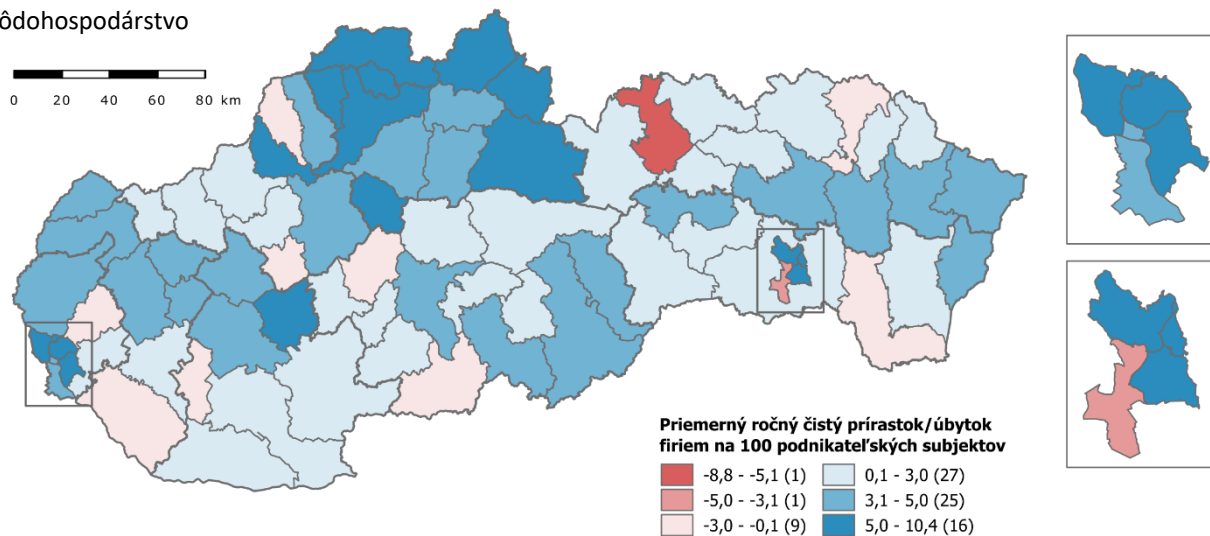 ôdohospodárstvo
0 20 40 60 80 km
Priemerný ročný čistý prírastok/úbytok
firiem na 100 podnikateľských subjektov
-8,8 - -5,1 (1) 0,1 - 3,0 (27)
-5,0 - -3,1 (1) 3,1 - 5,0 (25)
-3,0 - -0,1 (9) 5,0 - 10,4 (16)